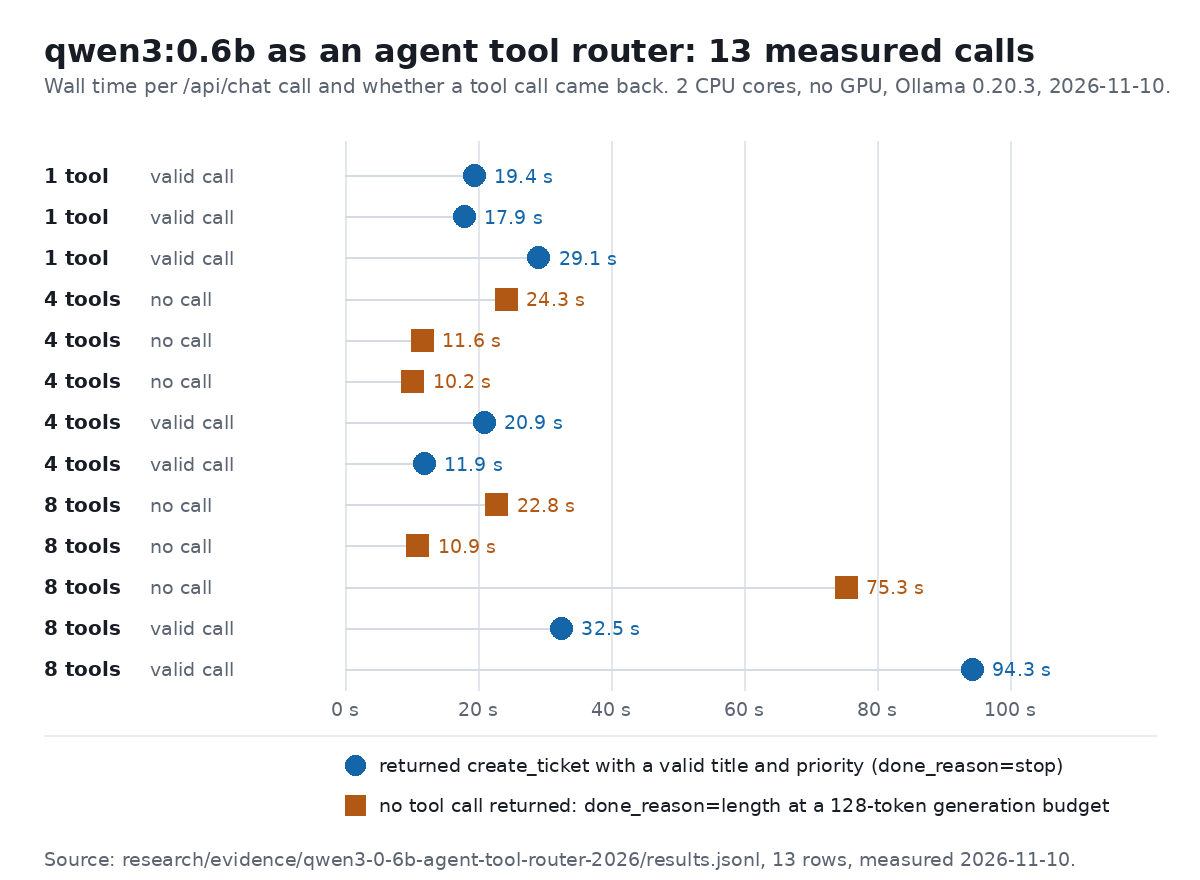 qwen3:0.6b as an agent tool router: 13 measured calls
Wall time per /api/chat call and whether a tool call came back. 2 CPU cores, no GPU, Ollama 0.20.3, 2026-11-10.
1 tool valid call 19.4 s
1 tool valid call 17.9 s
1 tool valid call 29.1 s
4 tools no call 24.3 s
4 tools no call 11.6 s
4 tools no call 10.2 s
4 tools valid call 20.9 s
4 tools valid call 11.9 s
8 tools no call 22.8 s
8 tools no call 10.9 s
8 tools no call 75.3 s
8 tools valid call 32.5 s
8 tools valid call 94.3 s
0 s 20 s 40 s 60 s 80 s 100 s
returned create_ticket with a valid title and priority (done_reason=stop)
no tool call returned: done_reason=length at a 128-token generation budget
Source: research/evidence/qwen3-0-6b-agent-tool-router-2026/results.jsonl, 13 rows, measured 2026-11-10.